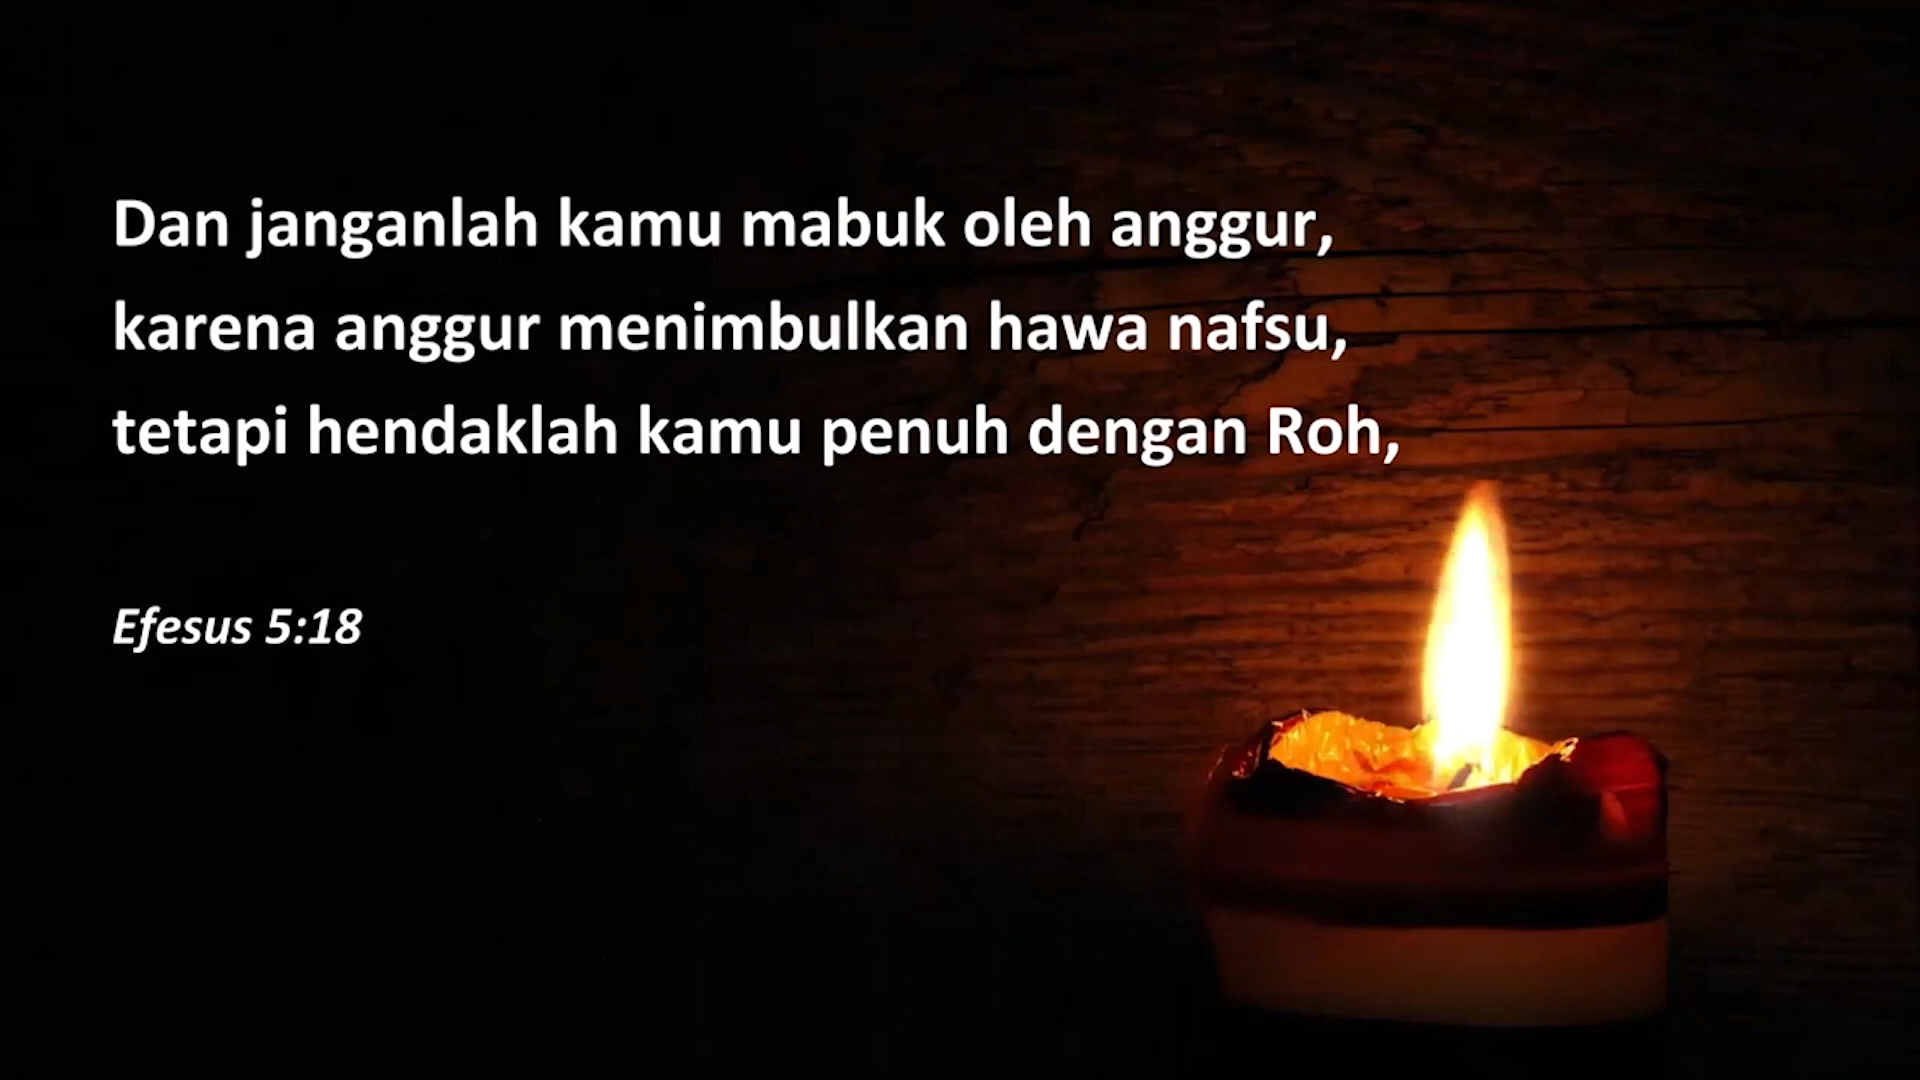 Dan janganlah kamu mabuk oleh anggur,
karena anggur menimbulkan hawa nafsu,
tetapi hendaklah kamu penuh dengan Roh,
Efesus 5:18